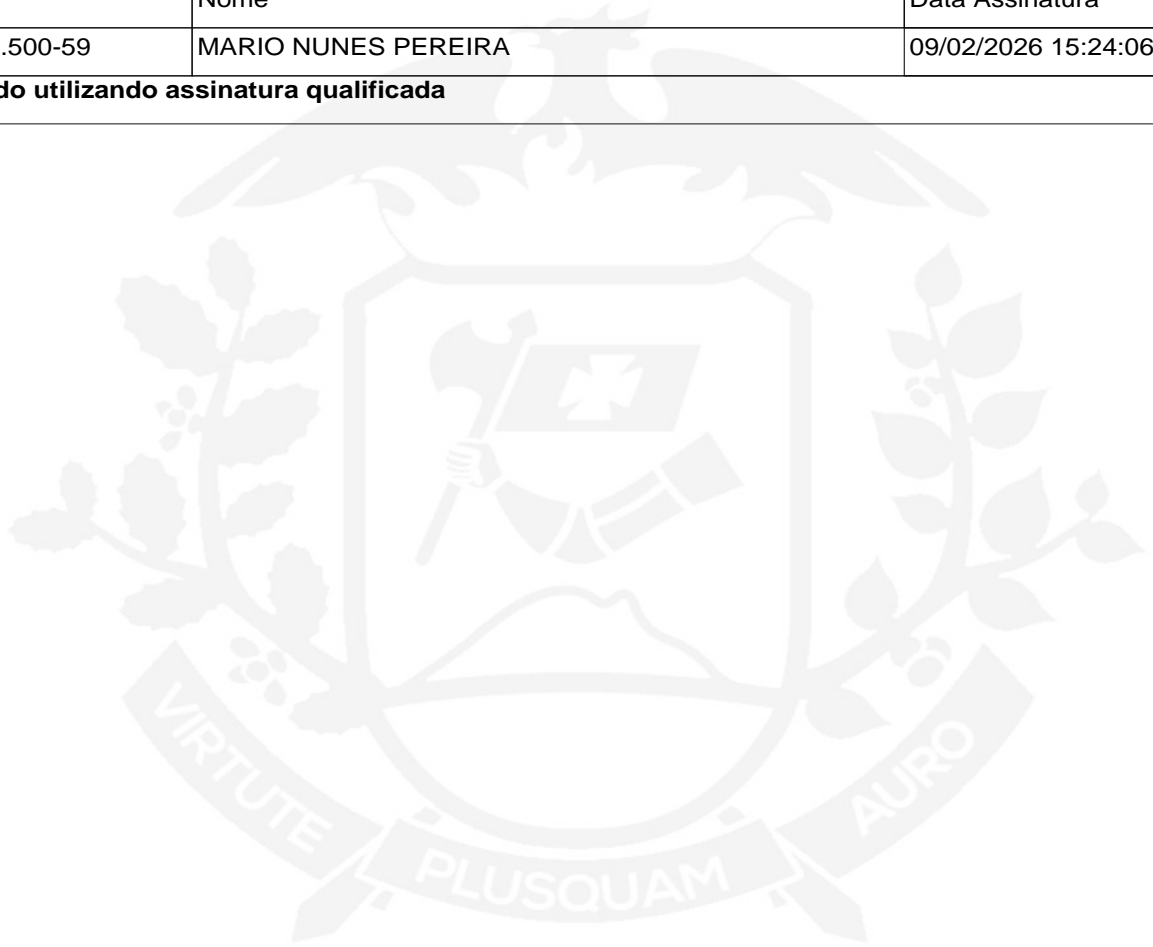 Nome Data Assinatura
.500-59 MARIO NUNES PEREIRA 09/02/2026 15:24:06
do utilizando assinatura qualificada
VIRTUTE PLUSQUAM AURO